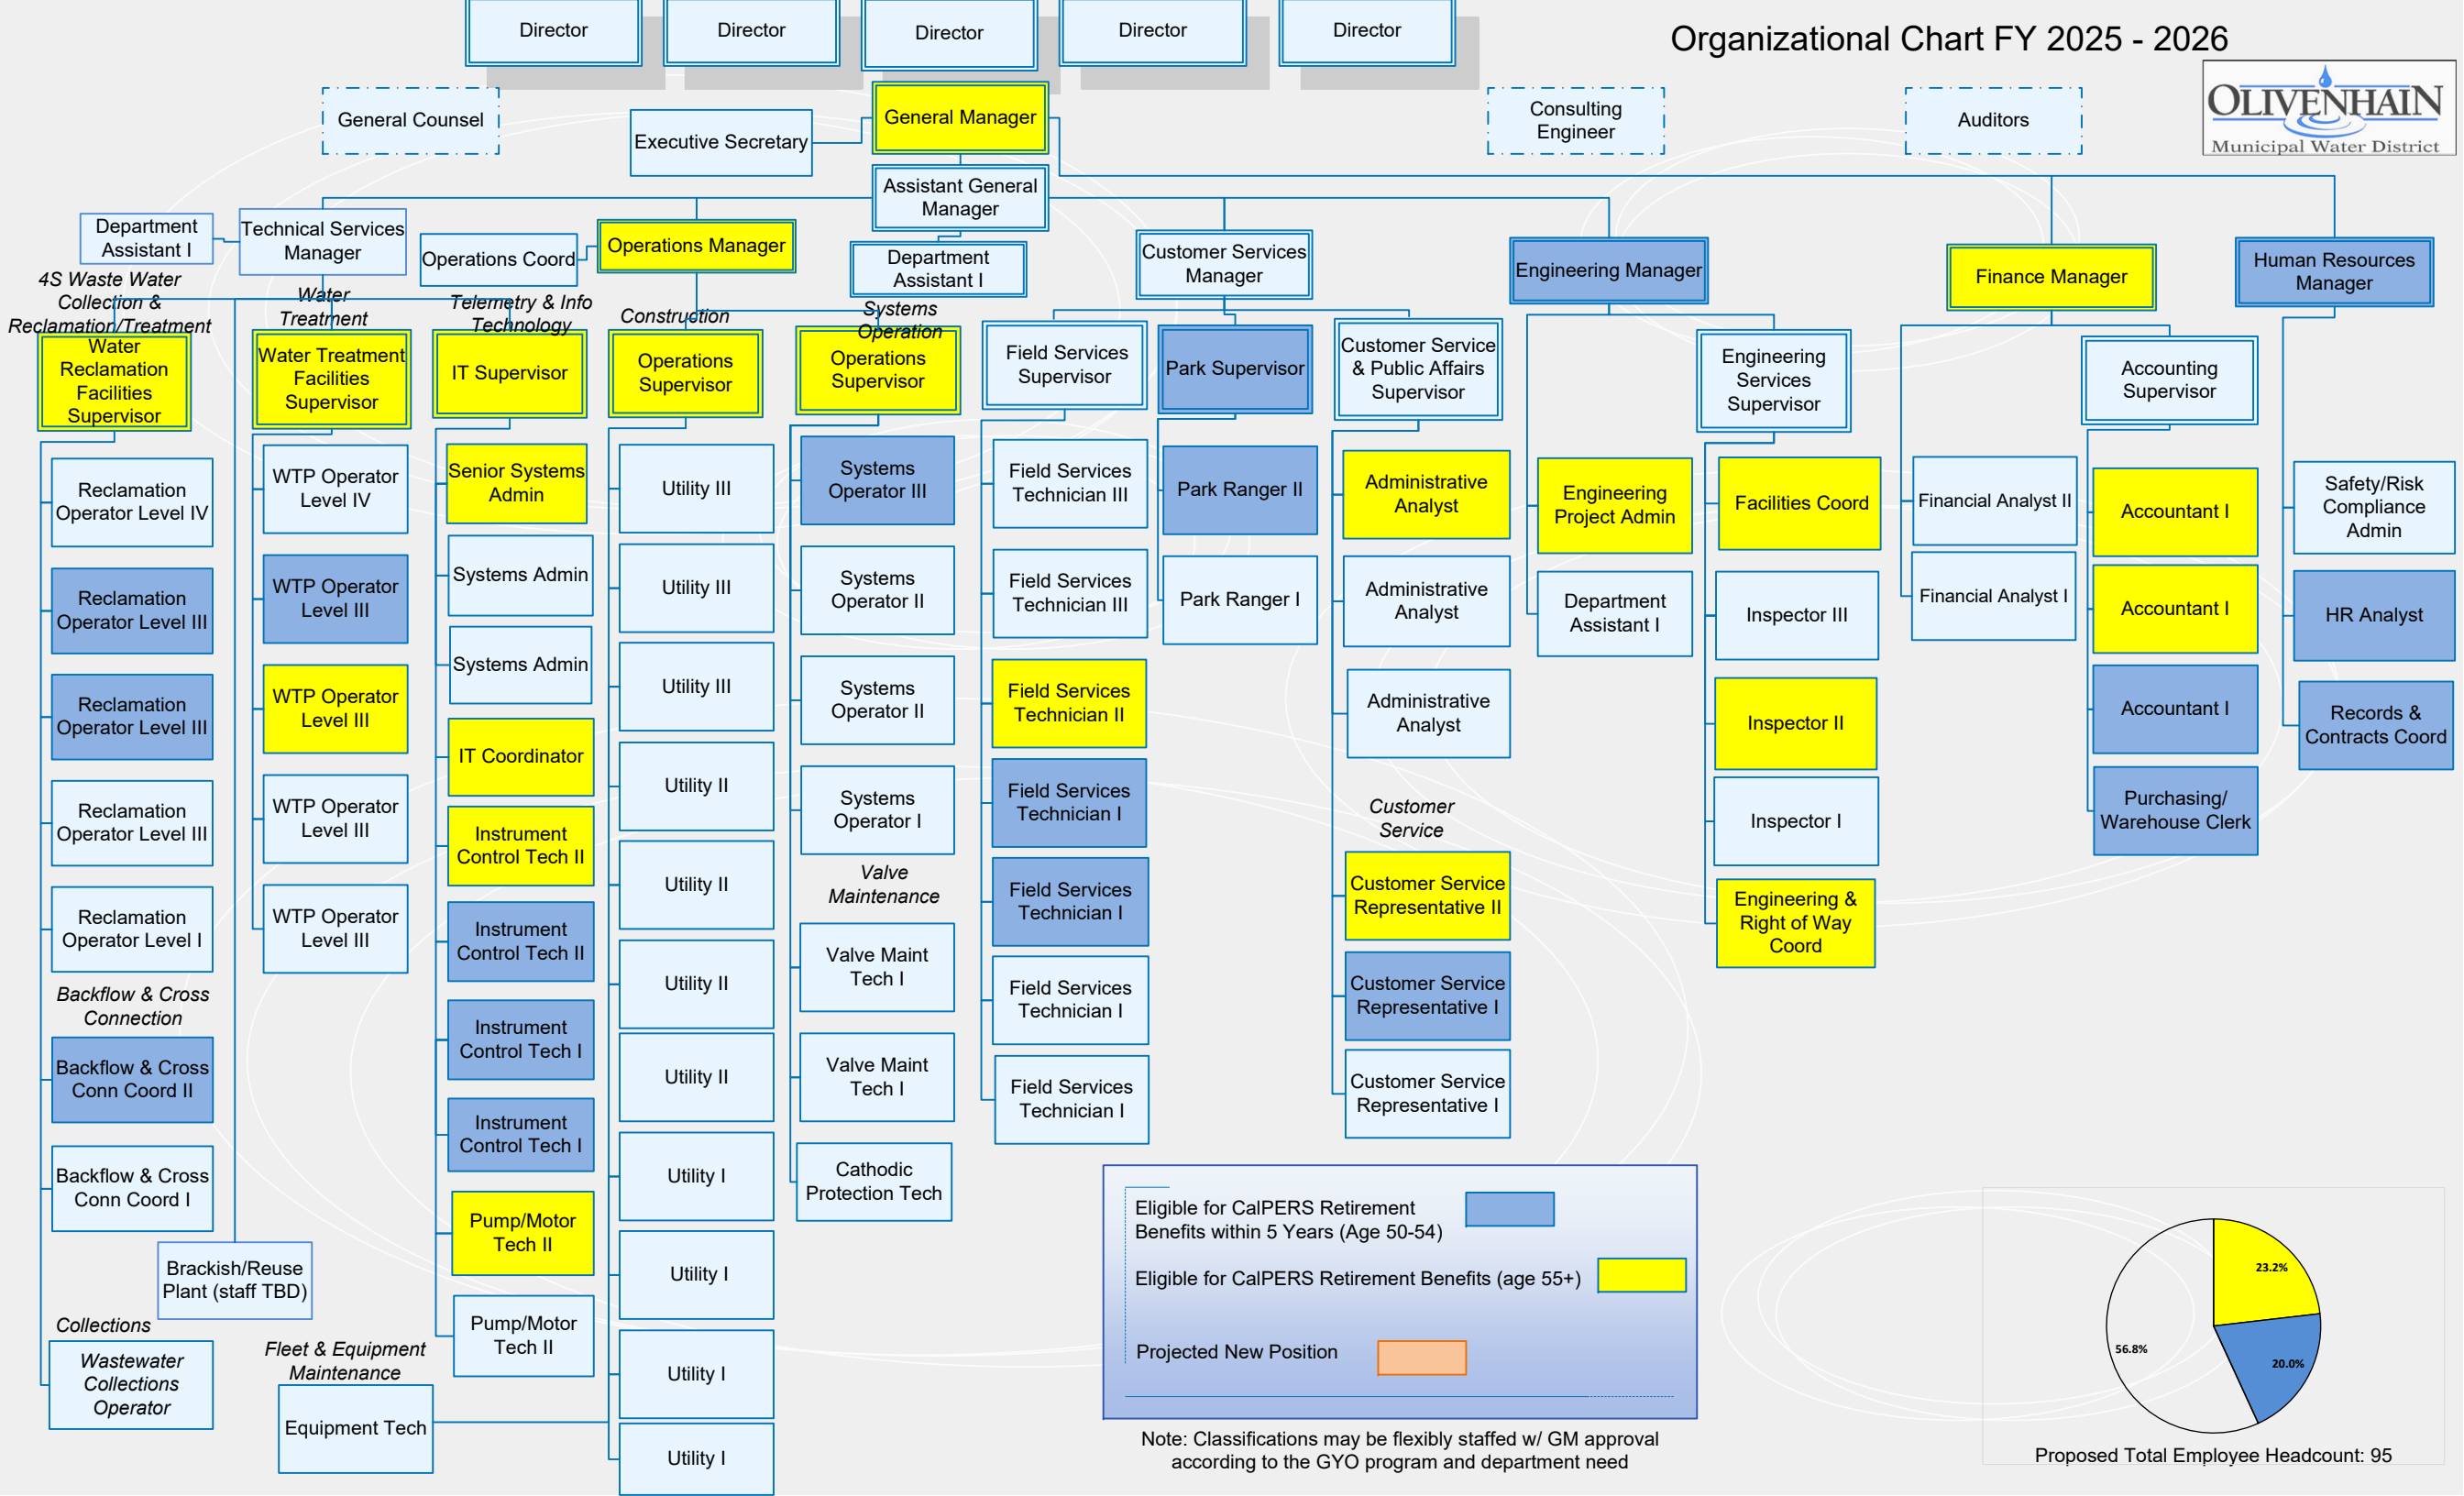 Director
Director
Director
Director
Director
Organizational Chart FY 2025 - 2026
OLIVENHAIN
Municipal Water District
General Counsel
Executive Secretary
General Manager
Consulting
Engineer
Auditors
Assistant General
Manager
Department
Assistant I
Technical Services
Manager
Operations Coord
Operations Manager
Department
Assistant I
Customer Services
Manager
Engineering Manager
Finance Manager
Human Resources
Manager
4S Waste Water
Collection &
Reclamation/Treatment
Water
Reclamation
Facilities
Supervisor
Reclamation
Operator Level IV
Reclamation
Operator Level III
Reclamation
Operator Level III
Reclamation
Operator Level III
Reclamation
Operator Level I
Backflow & Cross
Connection
Backflow & Cross
Conn Coord II
Backflow & Cross
Conn Coord I
Collections
Wastewater
Collections
Operator
Brackish/Reuse
Plant (staff TBD)
Water
Treatment
Water Treatment
Facilities
Supervisor
WTP Operator
Level IV
WTP Operator
Level III
WTP Operator
Level III
WTP Operator
Level III
WTP Operator
Level III
Telemetry & Info
Technology
IT Supervisor
Senior Systems
Admin
Systems Admin
Systems Admin
IT Coordinator
Instrument
Control Tech II
Instrument
Control Tech II
Instrument
Control Tech I
Instrument
Control Tech I
Pump/Motor
Tech II
Pump/Motor
Tech II
Fleet & Equipment
Maintenance
Equipment Tech
Construction
Operations
Supervisor
Utility III
Utility III
Utility III
Utility II
Utility II
Utility II
Utility II
Utility I
Utility I
Utility I
Utility I
Systems
Operation
Operations
Supervisor
Systems
Operator III
Systems
Operator II
Systems
Operator II
Systems
Operator I
Valve
Maintenance
Valve Maint
Tech I
Valve Maint
Tech I
Cathodic
Protection Tech
Field Services
Supervisor
Field Services
Technician III
Field Services
Technician III
Field Services
Technician II
Field Services
Technician I
Field Services
Technician I
Field Services
Technician I
Field Services
Technician I
Park Supervisor
Park Ranger II
Park Ranger I
Customer Service
& Public Affairs
Supervisor
Administrative
Analyst
Administrative
Analyst
Administrative
Analyst
Customer
Service
Customer Service
Representative II
Customer Service
Representative I
Customer Service
Representative I
Engineering
Project Admin
Department
Assistant I
Engineering
Services
Supervisor
Facilities Coord
Inspector III
Inspector II
Inspector I
Engineering &
Right of Way
Coord
Financial Analyst II
Financial Analyst I
Accounting
Supervisor
Accountant I
Accountant I
Accountant I
Purchasing/
Warehouse Clerk
Safety/Risk
Compliance
Admin
HR Analyst
Records &
Contracts Coord
Eligible for CalPERS Retirement
Benefits within 5 Years (Age 50-54)
Eligible for CalPERS Retirement Benefits (age 55+)
Projected New Position
Note: Classifications may be flexibly staffed w/ GM approval
according to the GYO program and department need
23.2%
56.8%
20.0%
Proposed Total Employee Headcount: 95